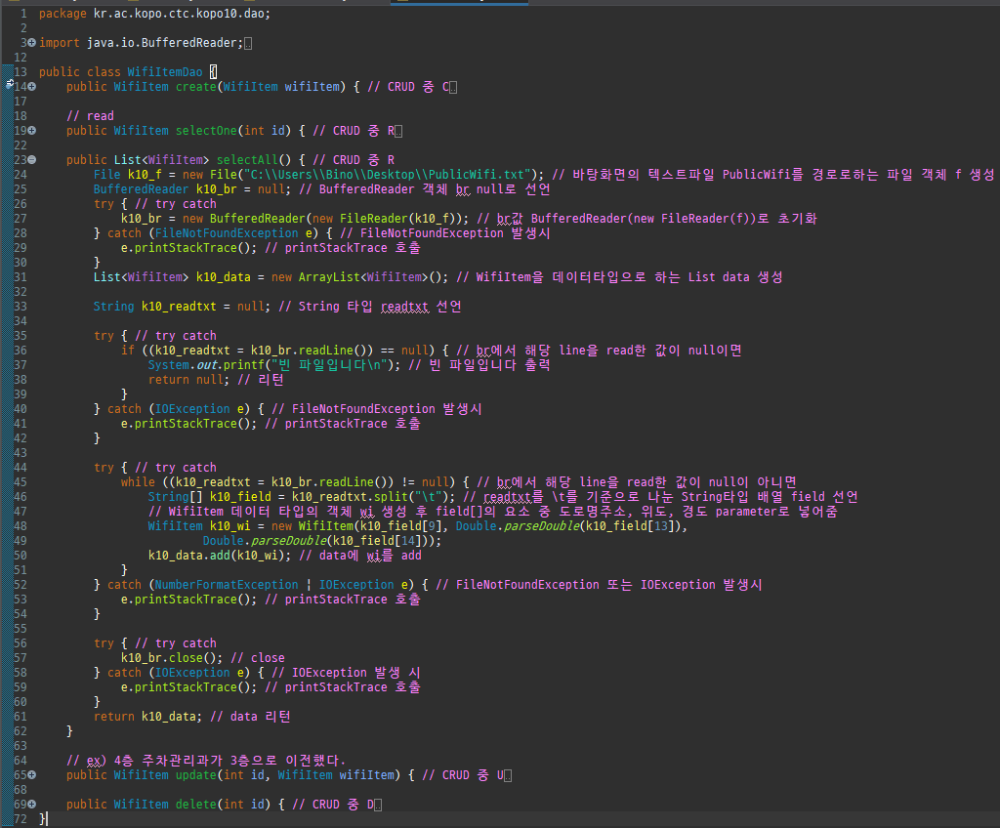 1 package kr.ac.kopo.ctc.kopo10.dao;
2
3 import java.io.BufferedReader;
12
13 public class WifiItemDao {
14 public WifiItem create(WifiItem wifiItem) { // CRUD 중 C
17
18 // read
19 public WifiItem selectOne(int id) { // CRUD 중 R
22
23 public List<WifiItem> selectAll() { // CRUD 중 R
24 File k10_f = new File("C:\\Users\\Bino\\Desktop\\PublicWifi.txt"); // 바탕화면의 텍스트파일 PublicWifi를 경로로하는 파일 객체 f 생성
25 BufferedReader k10_br = null; // BufferedReader 객체 br null로 선언
26 try { // try catch
27 k10_br = new BufferedReader(new FileReader(k10_f)); // br값 BufferedReader(new FileReader(f))로 초기화
28 } catch (FileNotFoundException e) { // FileNotFoundException 발생시
29 e.printStackTrace(); // printStackTrace 호출
30 }
31 List<WifiItem> k10_data = new ArrayList<WifiItem>(); // WifiItem을 데이터타입으로 하는 List data 생성
32
33 String k10_readtxt = null; // String 타입 readtxt 선언
34
35 try { // try catch
36 if ((k10_readtxt = k10_br.readLine()) == null) { // br에서 해당 line을 read한 값이 null이면
37 System.out.printf("빈 파일입니다\n"); // 빈 파일입니다 출력
38 return null; // 리턴
39 }
40 } catch (IOException e) { // FileNotFoundException 발생시
41 e.printStackTrace(); // printStackTrace 호출
42 }
43
44 try { // try catch
45 while ((k10_readtxt = k10_br.readLine()) != null) { // br에서 해당 line을 read한 값이 null이 아니면
46 String[] k10_field = k10_readtxt.split("\t"); // readtxt를 \t를 기준으로 나눈 String타입 배열 field 선언
47 // WifiItem 데이터 타입의 객체 wi 생성 후 field[]의 요소 중 도로명주소, 위도, 경도 parameter로 넣어줌
48 WifiItem k10_wi = new WifiItem(k10_field[9], Double.parseDouble(k10_field[13]),
49 Double.parseDouble(k10_field[14]));
50 k10_data.add(k10_wi); // data에 wi를 add
51 }
52 } catch (NumberFormatException | IOException e) { // FileNotFoundException 또는 IOException 발생시
53 e.printStackTrace(); // printStackTrace 호출
54 }
55
56 try { // try catch
57 k10_br.close(); // close
58 } catch (IOException e) { // IOException 발생 시
59 e.printStackTrace(); // printStackTrace 호출
60 }
61 return k10_data; // data 리턴
62 }
63
64 // ex) 4층 주차관리과가 3층으로 이전했다.
65 public WifiItem update(int id, WifiItem wifiItem) { // CRUD 중 U
68
69 public WifiItem delete(int id) { // CRUD 중 D
72 }